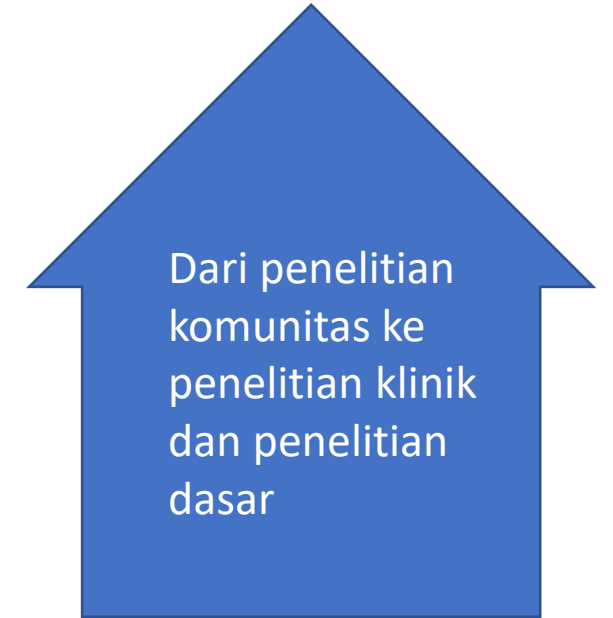 Dari penelitian
komunitas ke
penelitian klinik
dan penelitian
dasar